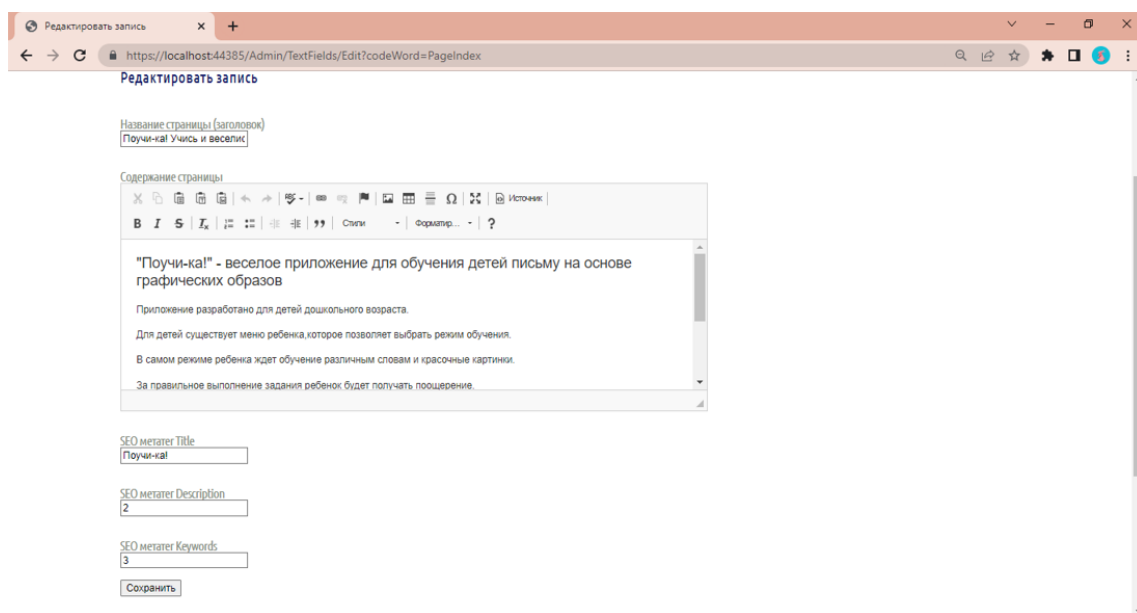 Редактировать запись
https://localhost:44385/Admin/TextFields/Edit?codeWord=PageIndex
Редактировать запись
Название страницы (заголовок)
Поучи-ка! Учись и веселис
Содержание страницы
Источник
B I S Tx Стили Форматир... ?
"Поучи-ка!" - веселое приложение для обучения детей письму на основе
графических образов
Приложение разработано для детей дошкольного возраста.
Для детей существует меню ребенка,которое позволяет выбрать режим обучения.
В самом режиме ребенка ждет обучение различным словам и красочные картинки.
За правильное выполнение задания ребенок будет получать поощерение.
SEO метатег Title
Поучи-ка!
SEO метатег Description
2
SEO метатег Keywords
3
Сохранить